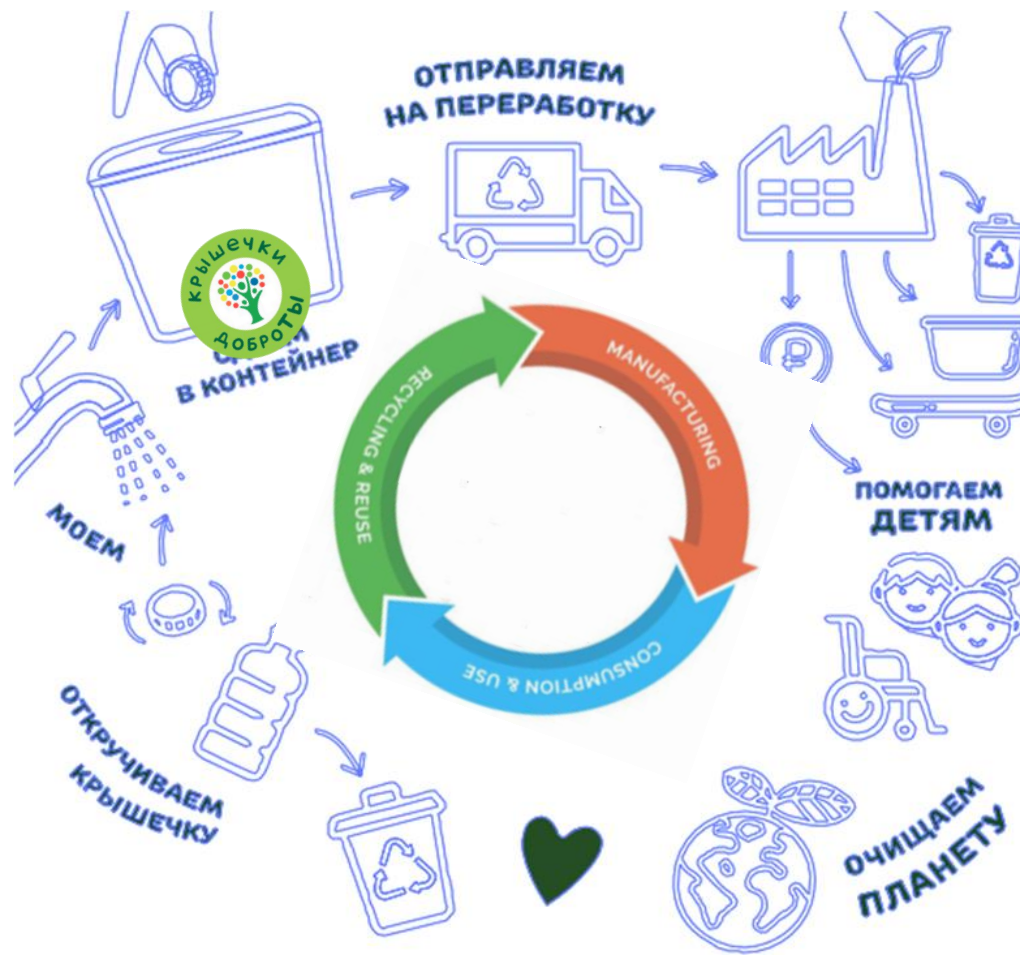 ОТПРАВЛЯЕМ
НА ПЕРЕРАБОТКУ
КРЫШЕЧКИ
ДОБРОТЫ
В КОНТЕЙНЕР
МОЕМ
ОТКРУЧИВАЕМ
КРЫШЕЧКУ
RECYCLING & REUSE
MANUFACTURING
CONSUMPTION & USE
ПОМОГАЕМ
ДЕТЯМ
ОЧИЩАЕМ
ПЛАНЕТУ